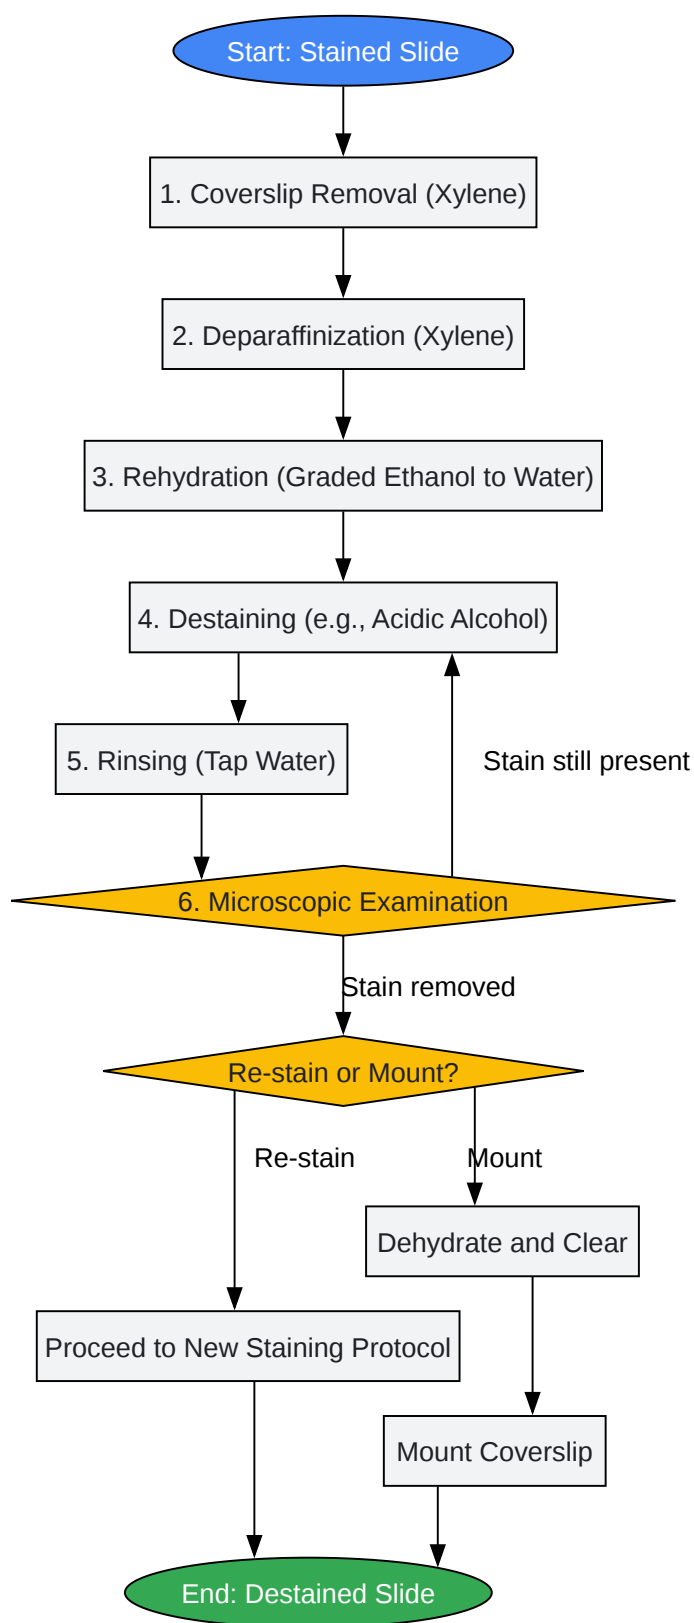 Start: Stained Slide
1. Coverslip Removal (Xylene)
2. Deparaffinization (Xylene)
3. Rehydration (Graded Ethanol to Water)
4. Destaining (e.g., Acidic Alcohol)
5. Rinsing (Tap Water)
Stain still present
6. Microscopic Examination
Stain removed
Re-stain or Mount?
Re-stain
Mount
Dehydrate and Clear
Proceed to New Staining Protocol
Mount Coverslip
End: Destained Slide